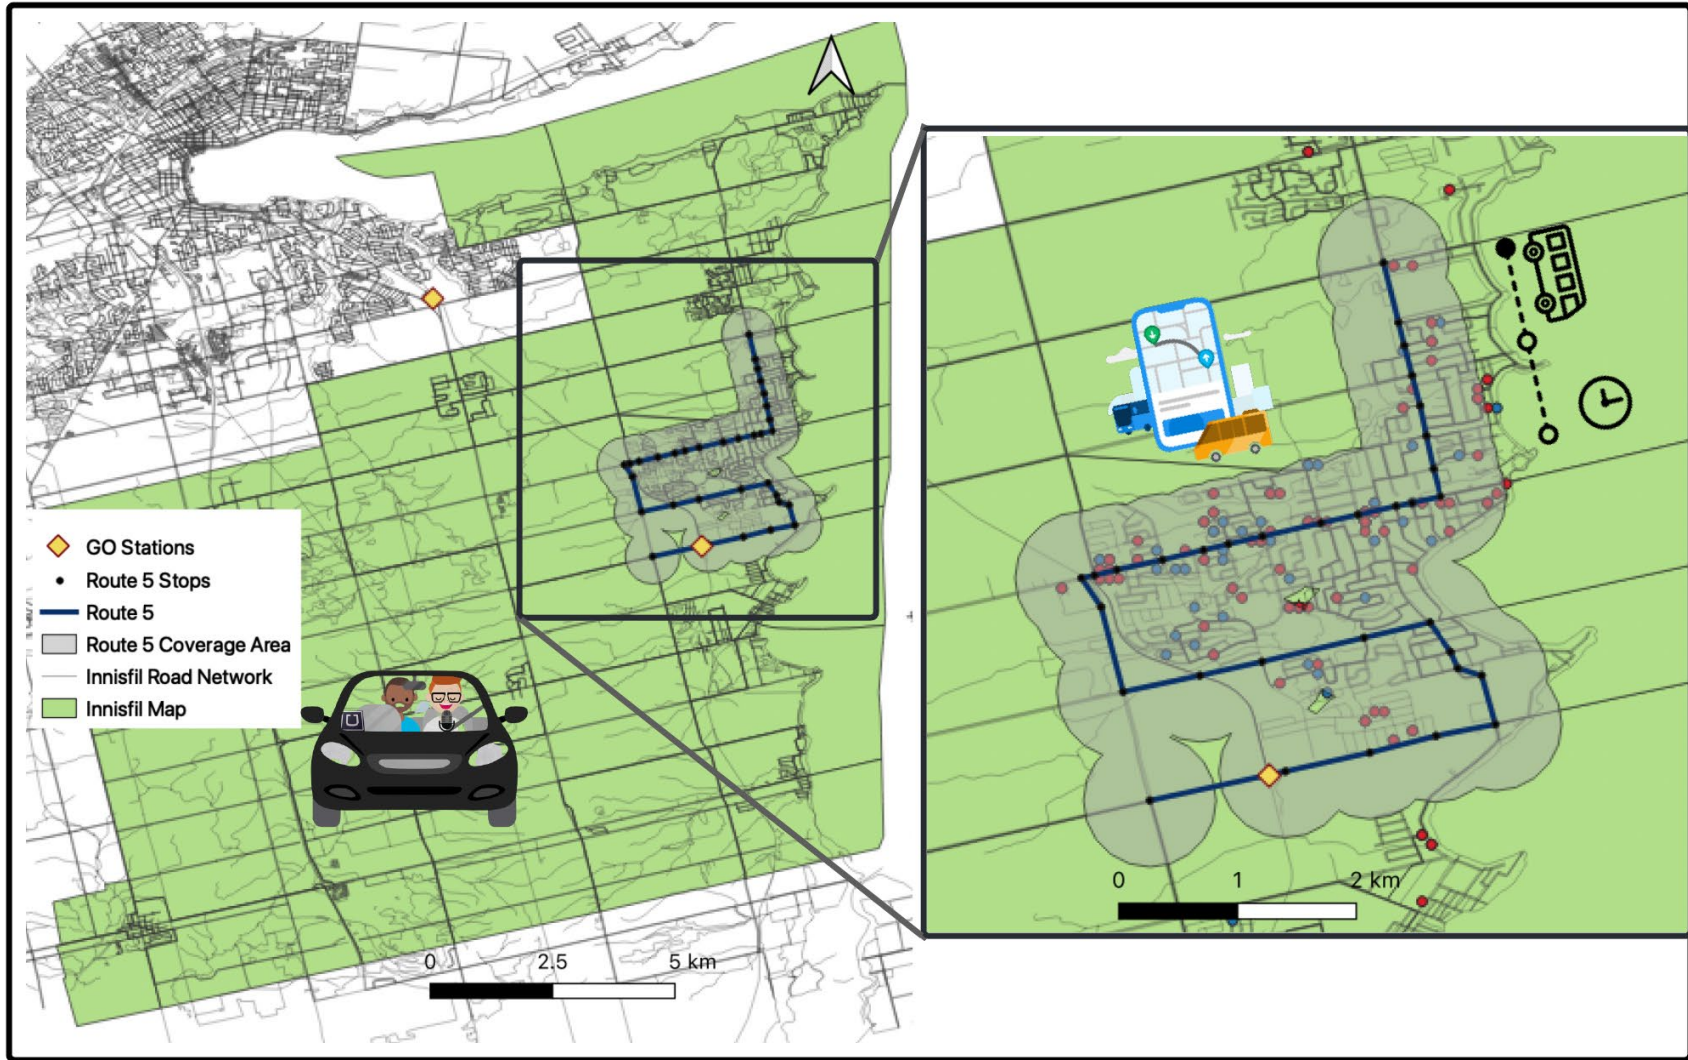 GO Stations
Route 5 Stops
Route 5
Route 5 Coverage Area
Innisfil Road Network
Innisfil Map
0 2.5 5 km
0 1 2 km